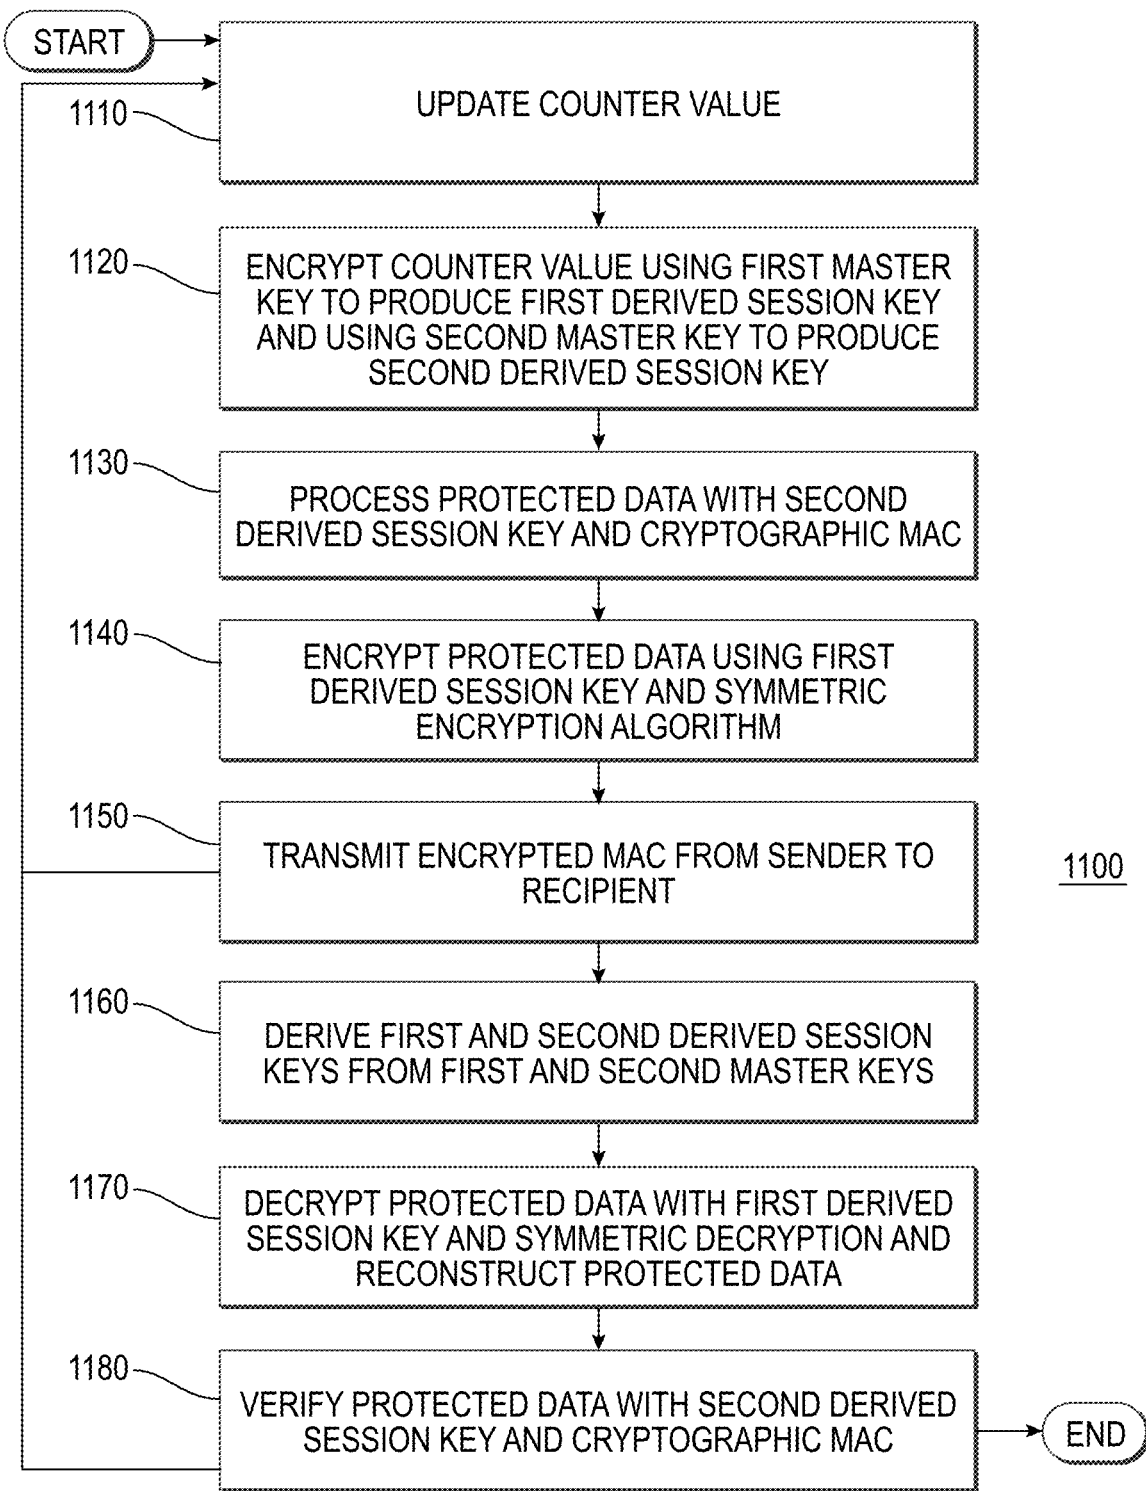 START
UPDATE COUNTER VALUE
1110
1120
ENCRYPT COUNTER VALUE USING FIRST MASTER
KEY TO PRODUCE FIRST DERIVED SESSION KEY
AND USING SECOND MASTER KEY TO PRODUCE
SECOND DERIVED SESSION KEY
1130
PROCESS PROTECTED DATA WITH SECOND
DERIVED SESSION KEY AND CRYPTOGRAPHIC MAC
1140
ENCRYPT PROTECTED DATA USING FIRST
DERIVED SESSION KEY AND SYMMETRIC
ENCRYPTION ALGORITHM
1150
TRANSMIT ENCRYPTED MAC FROM SENDER TO
RECIPIENT
1100
1160
DERIVE FIRST AND SECOND DERIVED SESSION
KEYS FROM FIRST AND SECOND MASTER KEYS
1170
DECRYPT PROTECTED DATA WITH FIRST DERIVED
SESSION KEY AND SYMMETRIC DECRYPTION AND
RECONSTRUCT PROTECTED DATA
1180
VERIFY PROTECTED DATA WITH SECOND DERIVED
SESSION KEY AND CRYPTOGRAPHIC MAC
END